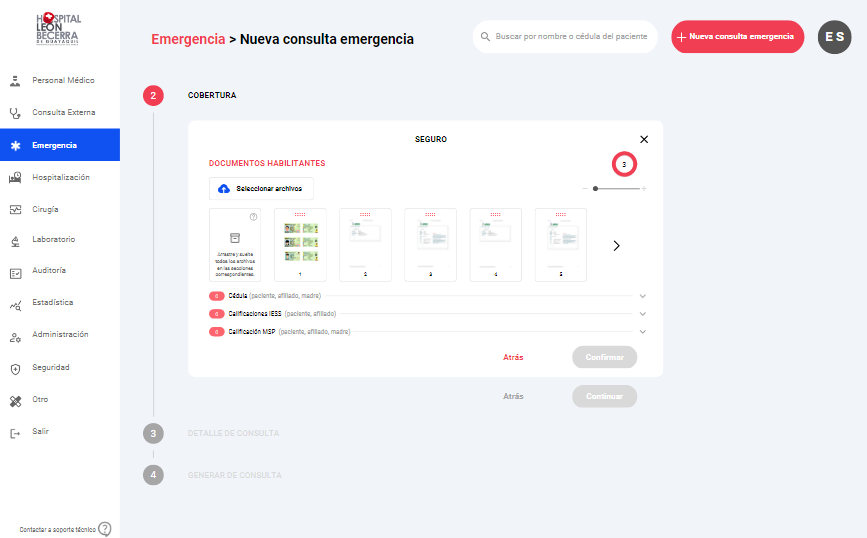 HOSPITAL
LEÓN
BECERRA
DE GUAYAQUIL
Emergencia > Nueva consulta emergencia
Buscar por nombre o cédula del paciente
Nueva consulta emergencia
E S
Personal Médico
Consulta Externa
Emergencia
Hospitalización
Cirugía
Laboratorio
Auditoría
Estadística
Administración
Seguridad
Otro
Salir
Contactar a soporte técnico
2 COBERTURA
SEGURO
DOCUMENTOS HABILITANTES
3
Seleccionar archivos
Arrastre y suelte
todos los archivos
en las secciones
correspondientes
1 2 3 4 5
0 Cédula (paciente, afiliado, madre)
0 Calificaciones IESS (paciente, afiliado)
0 Calificación MSP (paciente, afiliado, madre)
Atrás Confirmar
Atrás Continuar
3 DETALLE DE CONSULTA
4 GENERAR DE CONSULTA